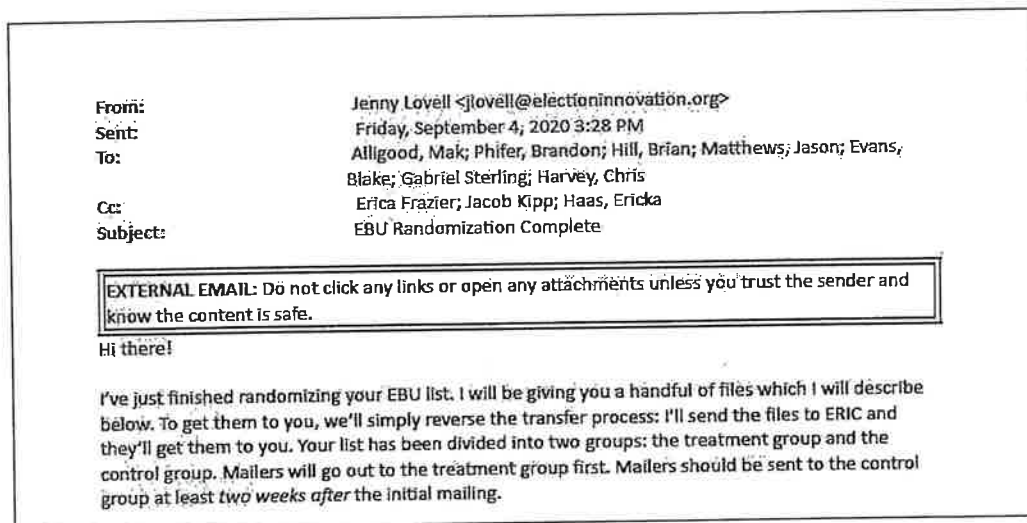 From: Jenny Lovell <jlovell@electioninnovation.org>
Sent: Friday, September 4, 2020 3:28 PM
To: Alligood, Mak; Phifer, Brandon; Hill, Brian; Matthews, Jason; Evans,
Blake; Gabriel Sterling; Harvey, Chris
Cc: Erica Frazier; Jacob Kipp; Haas, Ericka
Subject: EBU Randomization Complete
EXTERNAL EMAIL: Do not click any links or open any attachments unless you trust the sender and
know the content is safe.
Hi there!
I've just finished randomizing your EBU list. I will be giving you a handful of files which I will describe
below. To get them to you, we'll simply reverse the transfer process: I'll send the files to ERIC and
they'll get them to you. Your list has been divided into two groups: the treatment group and the
control group. Mailers will go out to the treatment group first. Mailers should be sent to the control
group at least two weeks after the initial mailing.